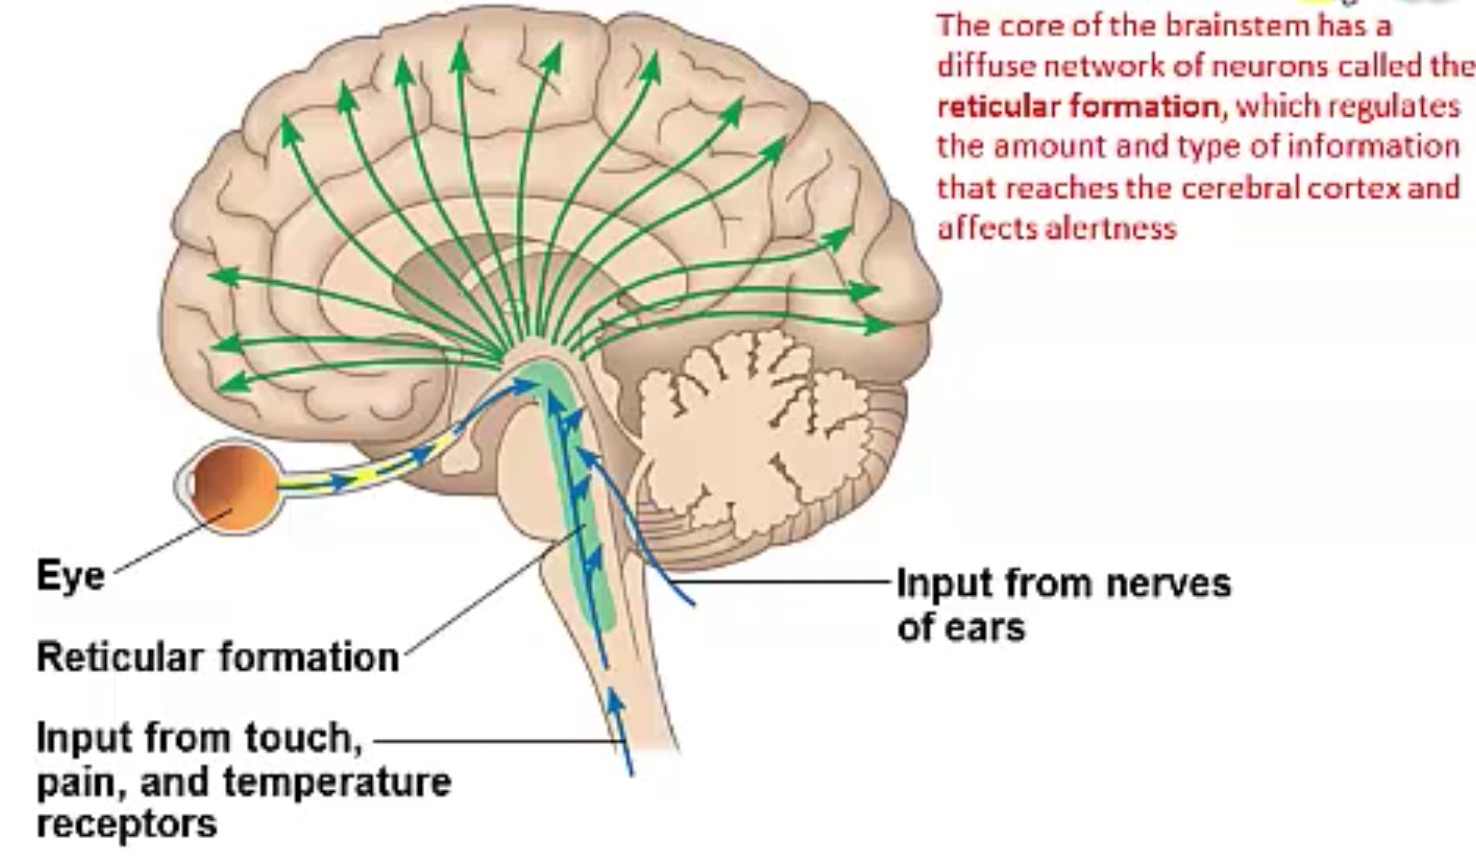 The core of the brainstem has a
diffuse network of neurons called the
reticular formation, which regulates
the amount and type of information
that reaches the cerebral cortex and
affects alertness
Eye
Reticular formation
Input from touch,
pain, and temperature
receptors
Input from nerves
of ears